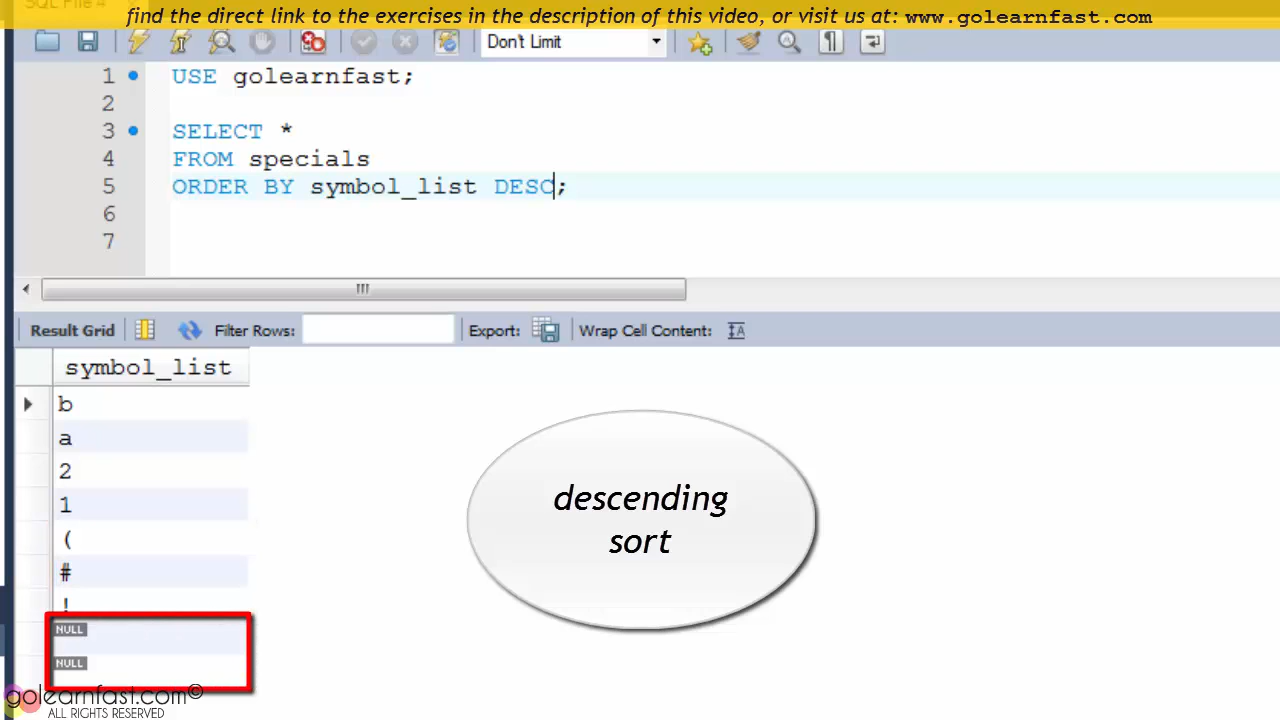 SQL File 4
find the direct link to the exercises in the description of this video, or visit us at: www.golearnfast.com
Don't Limit
1 USE golearnfast;
2
3 SELECT *
4 FROM specials
5 ORDER BY symbol_list DESC;
6
7
Result Grid Filter Rows: Export: Wrap Cell Content:
symbol_list
b
a
2
1
(
#
!
NULL
NULL
descending
sort
golearnfast.com©
ALL RIGHTS RESERVED